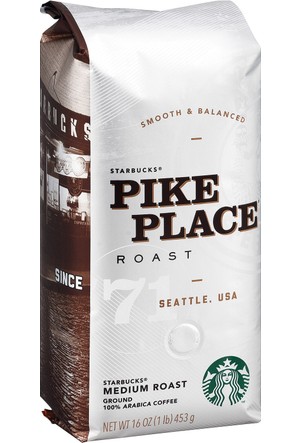 SMOOTH & BALANCED
STARBUCKS®
PIKE
PLACE
ROAST
71
SEATTLE, USA
STARBUCKS®
MEDIUM ROAST
GROUND
100% ARABICA COFFEE
NET WT 16 OZ (1 lb) 453 g
RBUCKS
SINCE